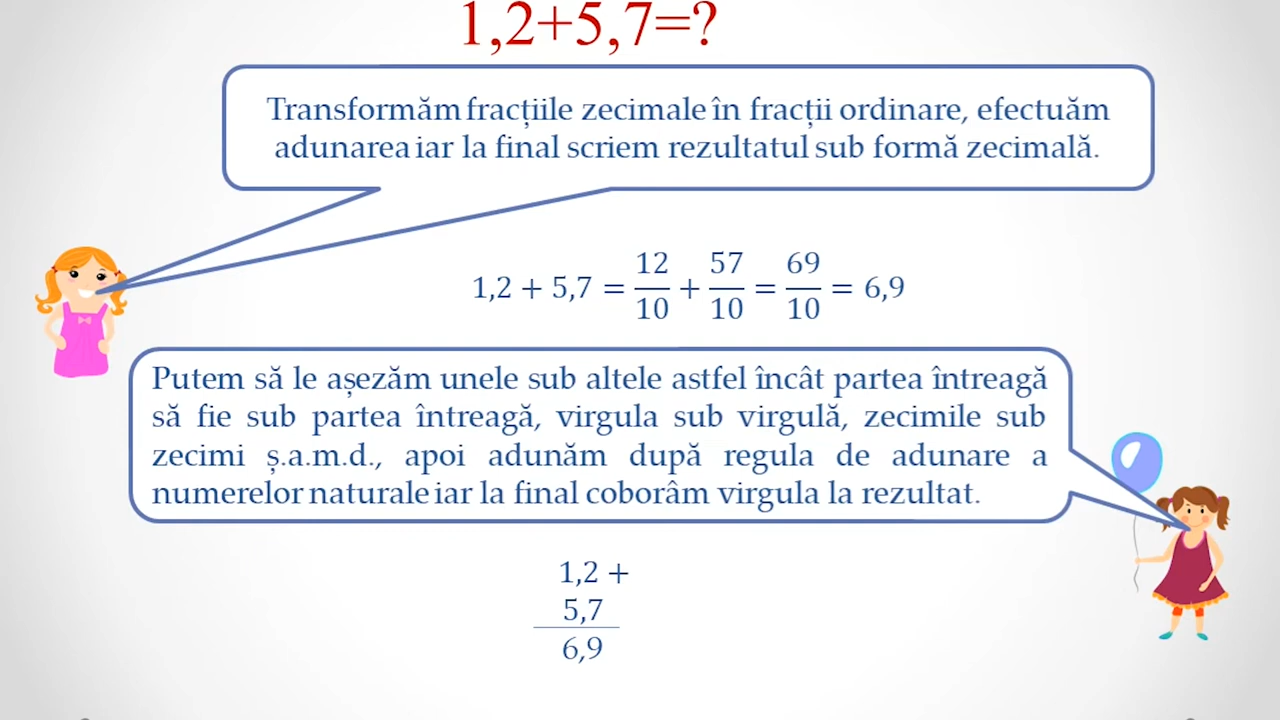 1,2+5,7=?
Transformăm fracțiile zecimale în fracții ordinare, efectuăm
adunarea iar la final scriem rezultatul sub formă zecimală.
1,2 + 5,7 = 12/10 + 57/10 = 69/10 = 6,9
Putem să le așezăm unele sub altele astfel încât partea întreagă
să fie sub partea întreagă, virgula sub virgulă, zecimile sub
zecimi ș.a.m.d., apoi adunăm după regula de adunare a
numerelor naturale iar la final coborâm virgula la rezultat.
1,2 +
5,7
6,9